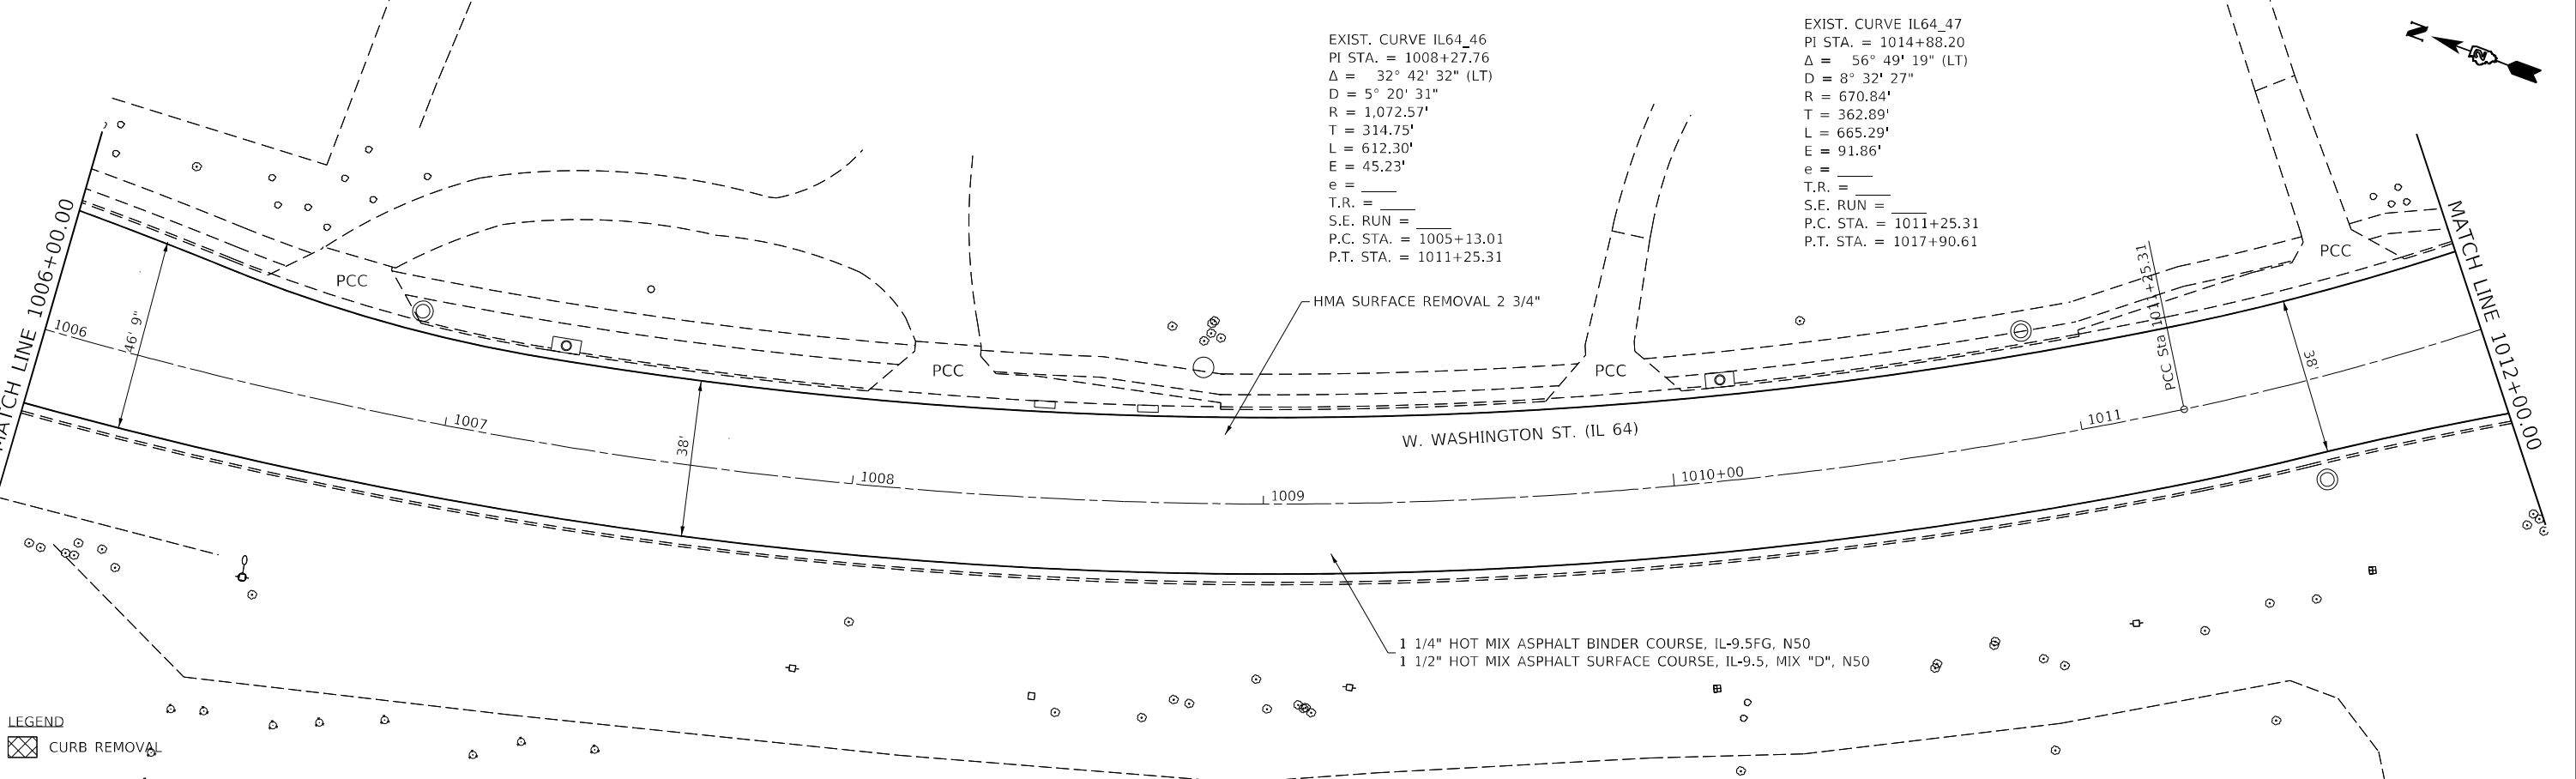 EXIST. CURVE IL64_46
PI STA. = 1008+27.76
Δ = 32° 42' 32" (LT)
D = 5° 20' 31"
R = 1,072.57'
T = 314.75'
L = 612.30'
E = 45.23'
e = ____
T.R. = ____
S.E. RUN = ____
P.C. STA. = 1005+13.01
P.T. STA. = 1011+25.31
EXIST. CURVE IL64_47
PI STA. = 1014+88.20
Δ = 56° 49' 19" (LT)
D = 8° 32' 27"
R = 670.84'
T = 362.89'
L = 665.29'
E = 91.86'
e = ____
T.R. = ____
S.E. RUN = ____
P.C. STA. = 1011+25.31
P.T. STA. = 1017+90.61
N
2
MATCH LINE 1006+00.00
1006
46' 9"
PCC
1007
38'
1008
PCC
HMA SURFACE REMOVAL 2 3/4"
1009
W. WASHINGTON ST. (IL 64)
PCC
1010+00
1011
PCC Sta 1011+25.31
PCC
38'
MATCH LINE 1012+00.00
1 1/4" HOT MIX ASPHALT BINDER COURSE, IL-9.5FG, N50
1 1/2" HOT MIX ASPHALT SURFACE COURSE, IL-9.5, MIX "D", N50
LEGEND
CURB REMOVAL